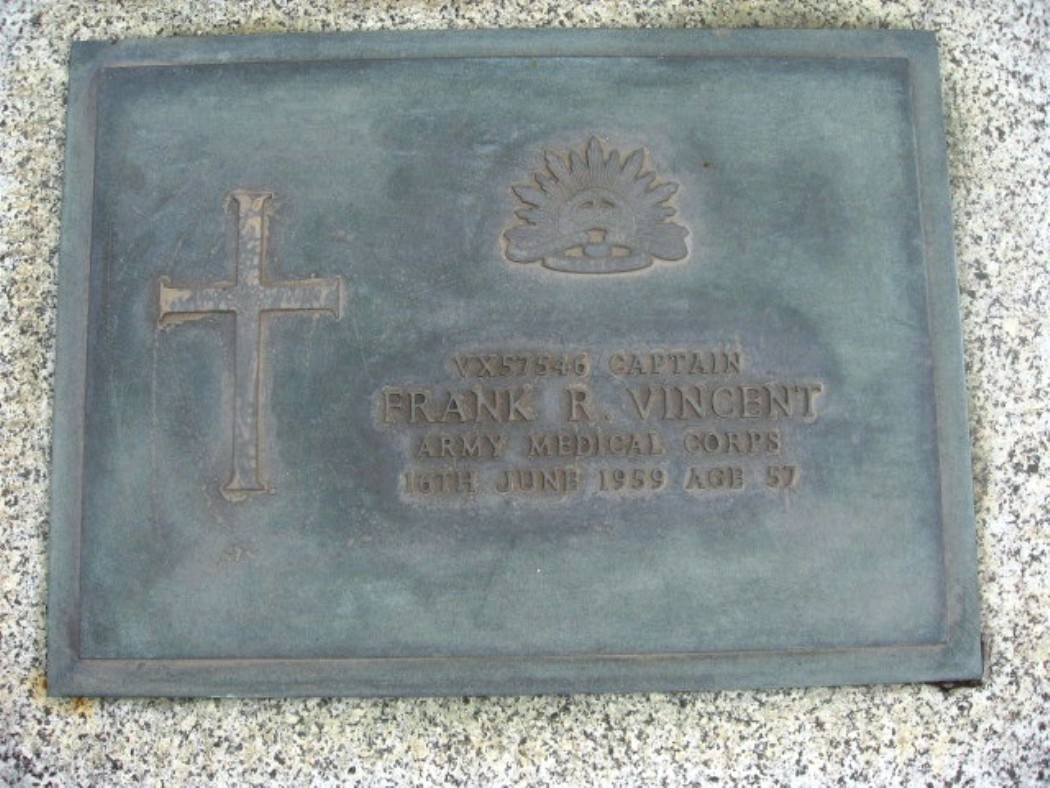 VX57546 CAPTAIN
FRANK R. VINCENT
ARMY MEDICAL CORPS
16TH JUNE 1959 AGE 57